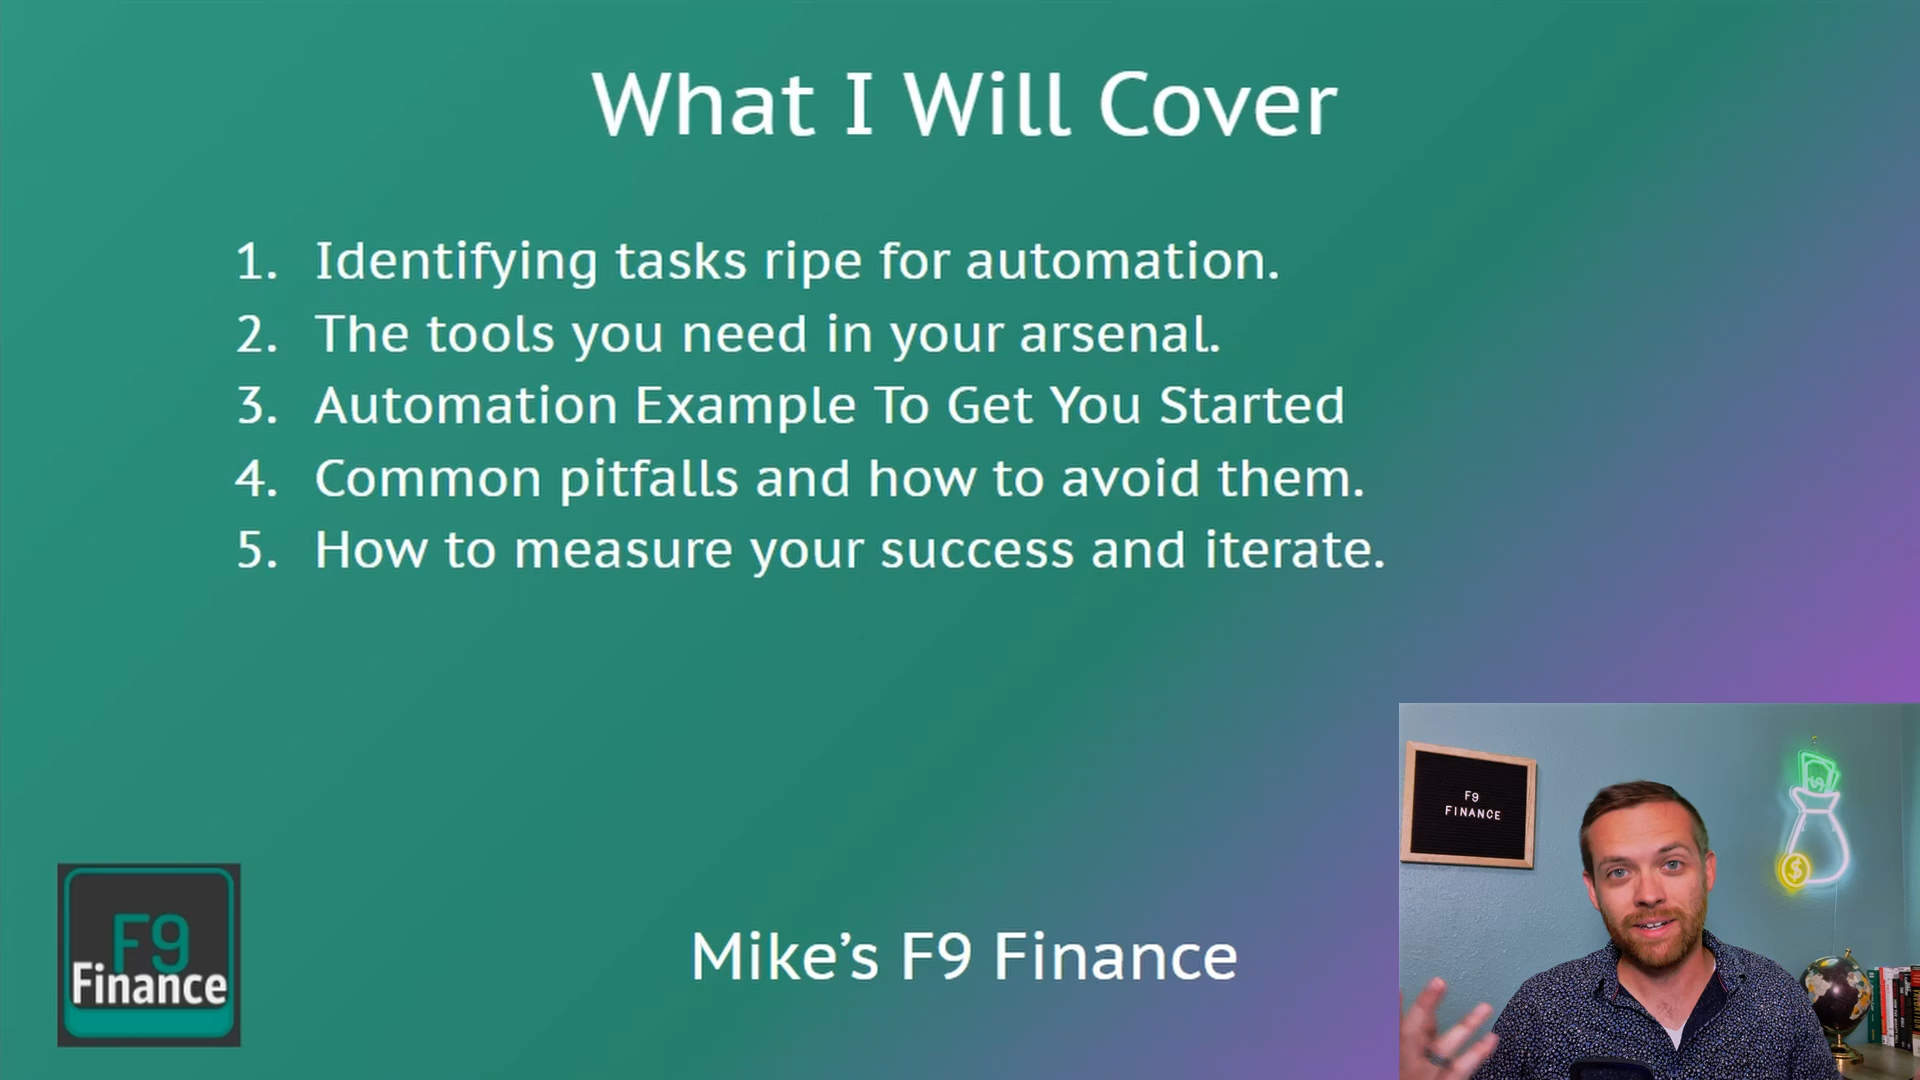 What I Will Cover
1. Identifying tasks ripe for automation.
2. The tools you need in your arsenal.
3. Automation Example To Get You Started
4. Common pitfalls and how to avoid them.
5. How to measure your success and iterate.
F9
FINANCE
$
$
F9
Finance
Mike’s F9 Finance